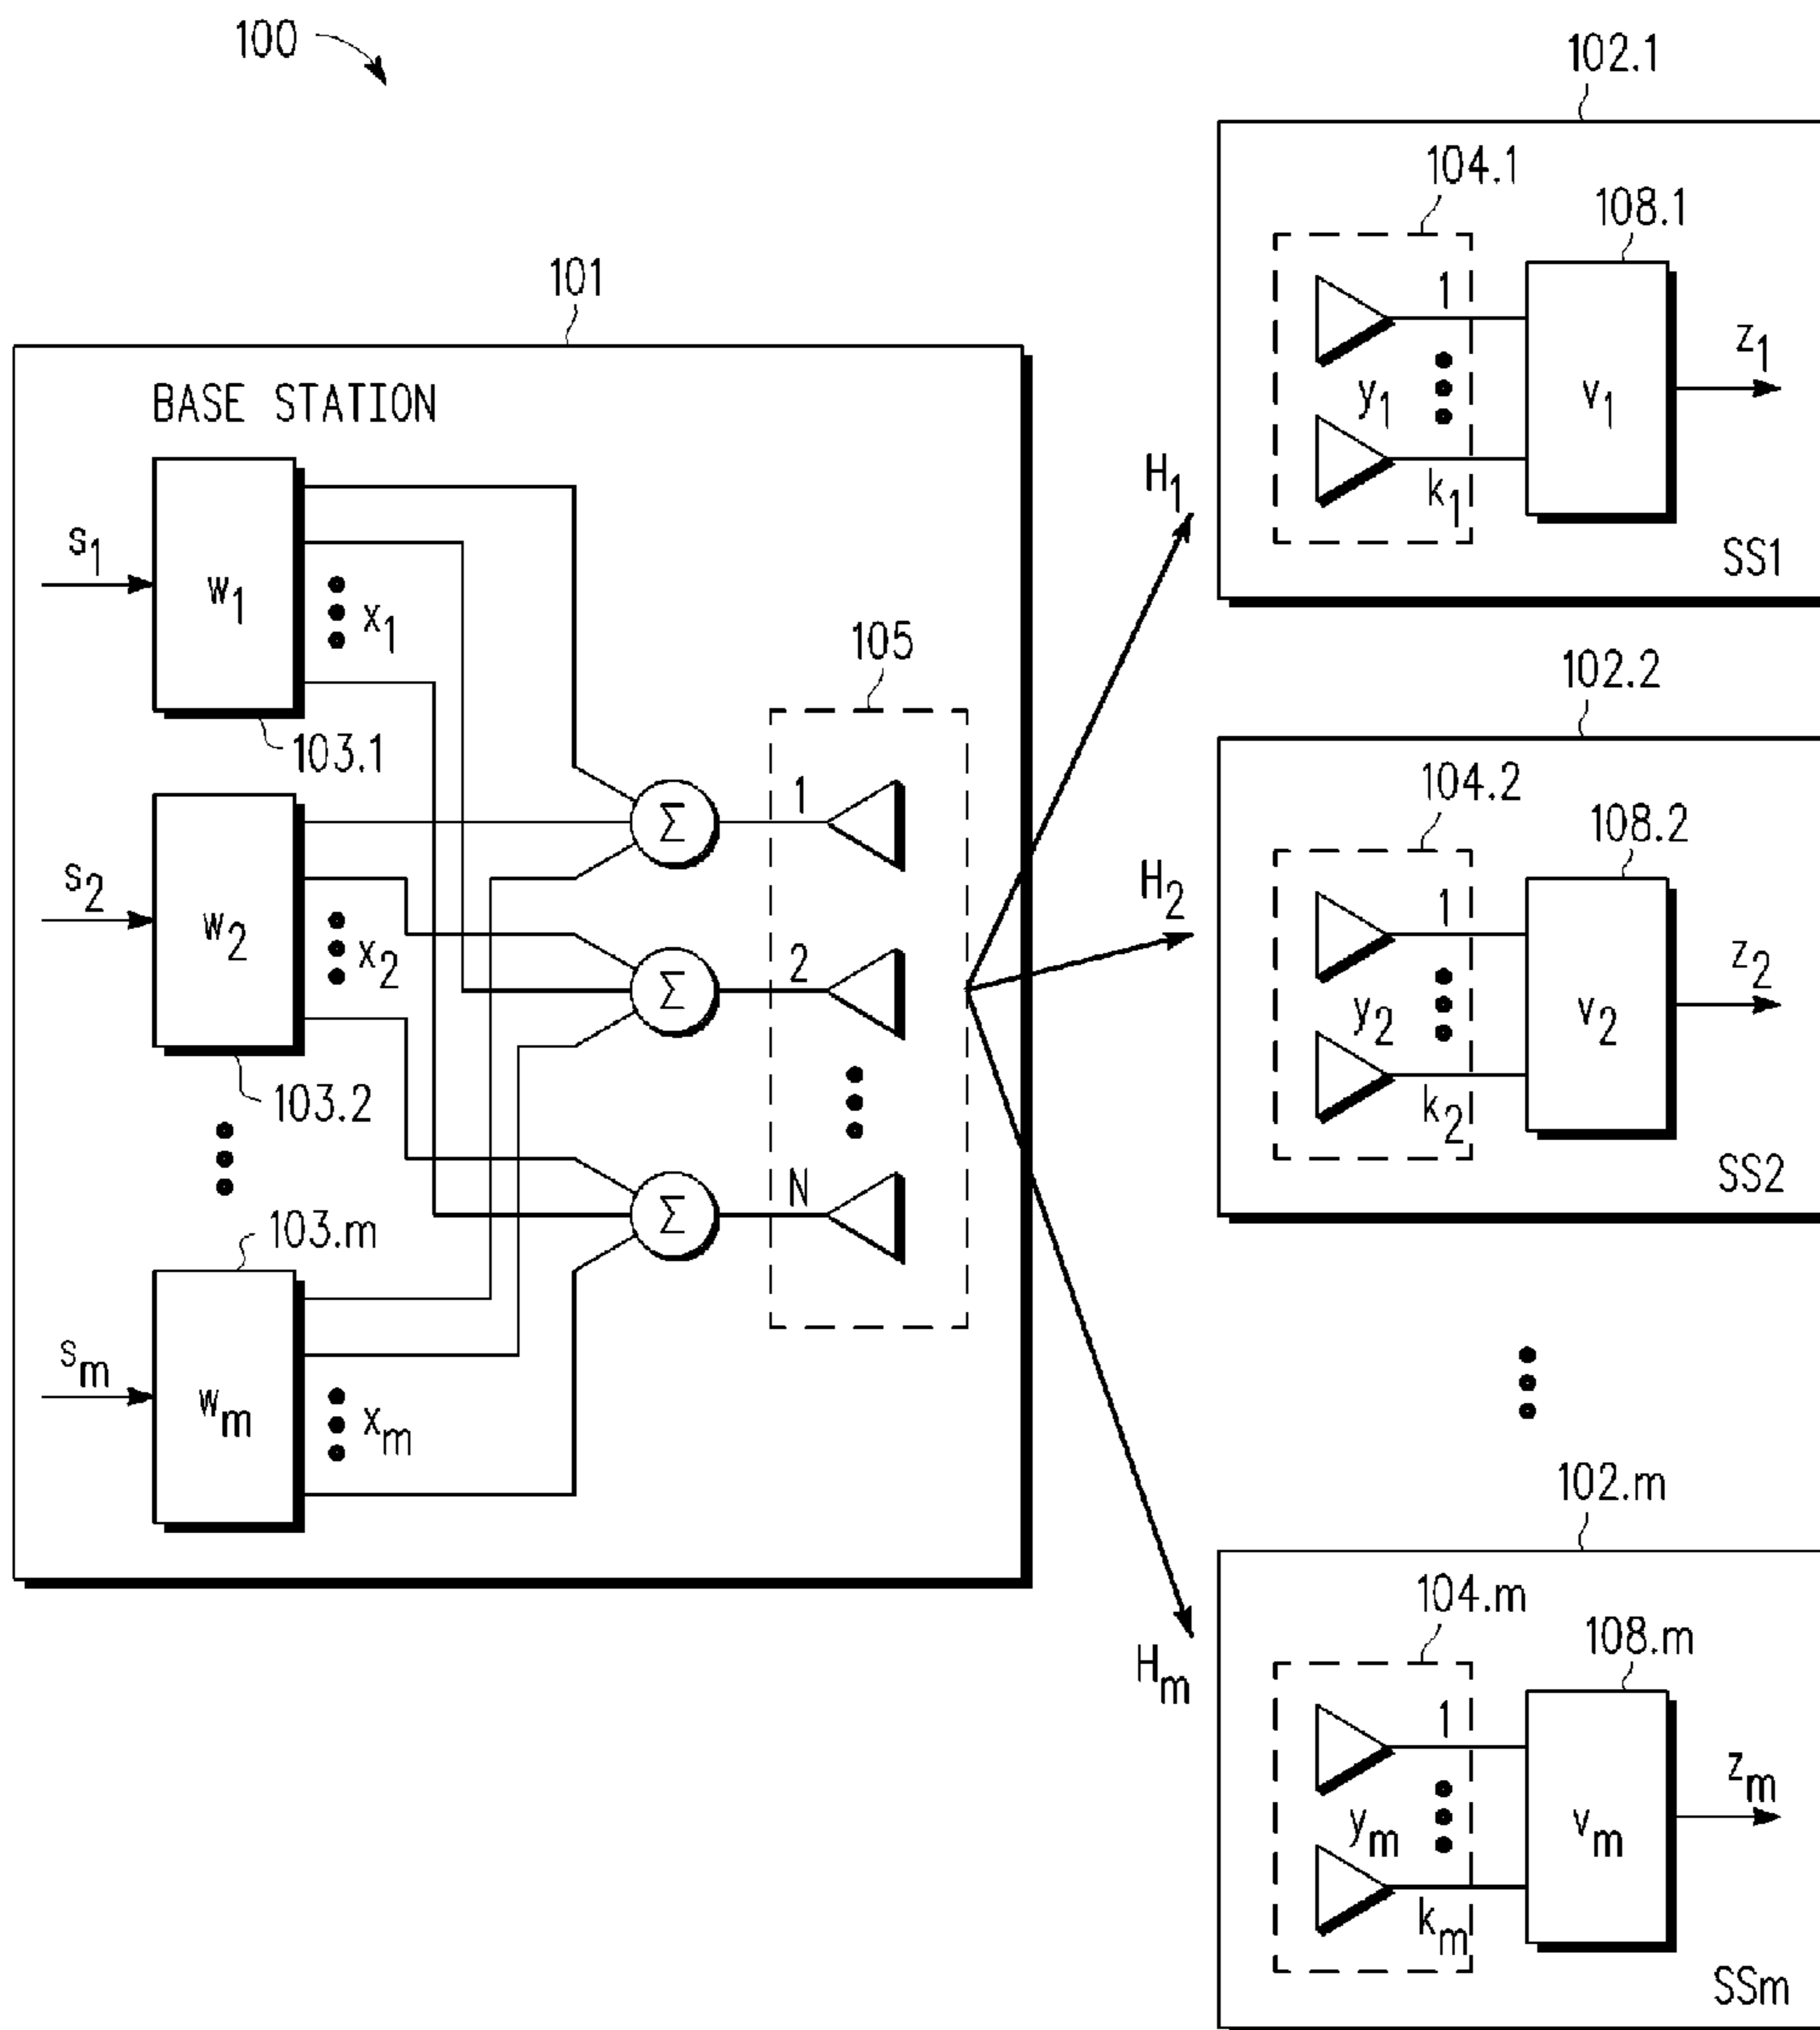 100
101
BASE STATION
s1
w1
x1
103.1
s2
w2
x2
103.2
103.m
sm
wm
xm
Σ
Σ
Σ
105
1
2
N
H1
H2
Hm
102.1
104.1
108.1
1
y1
k1
v1
z1
SS1
102.2
104.2
108.2
1
y2
k2
v2
z2
SS2
102.m
104.m
108.m
1
ym
km
vm
zm
SSm